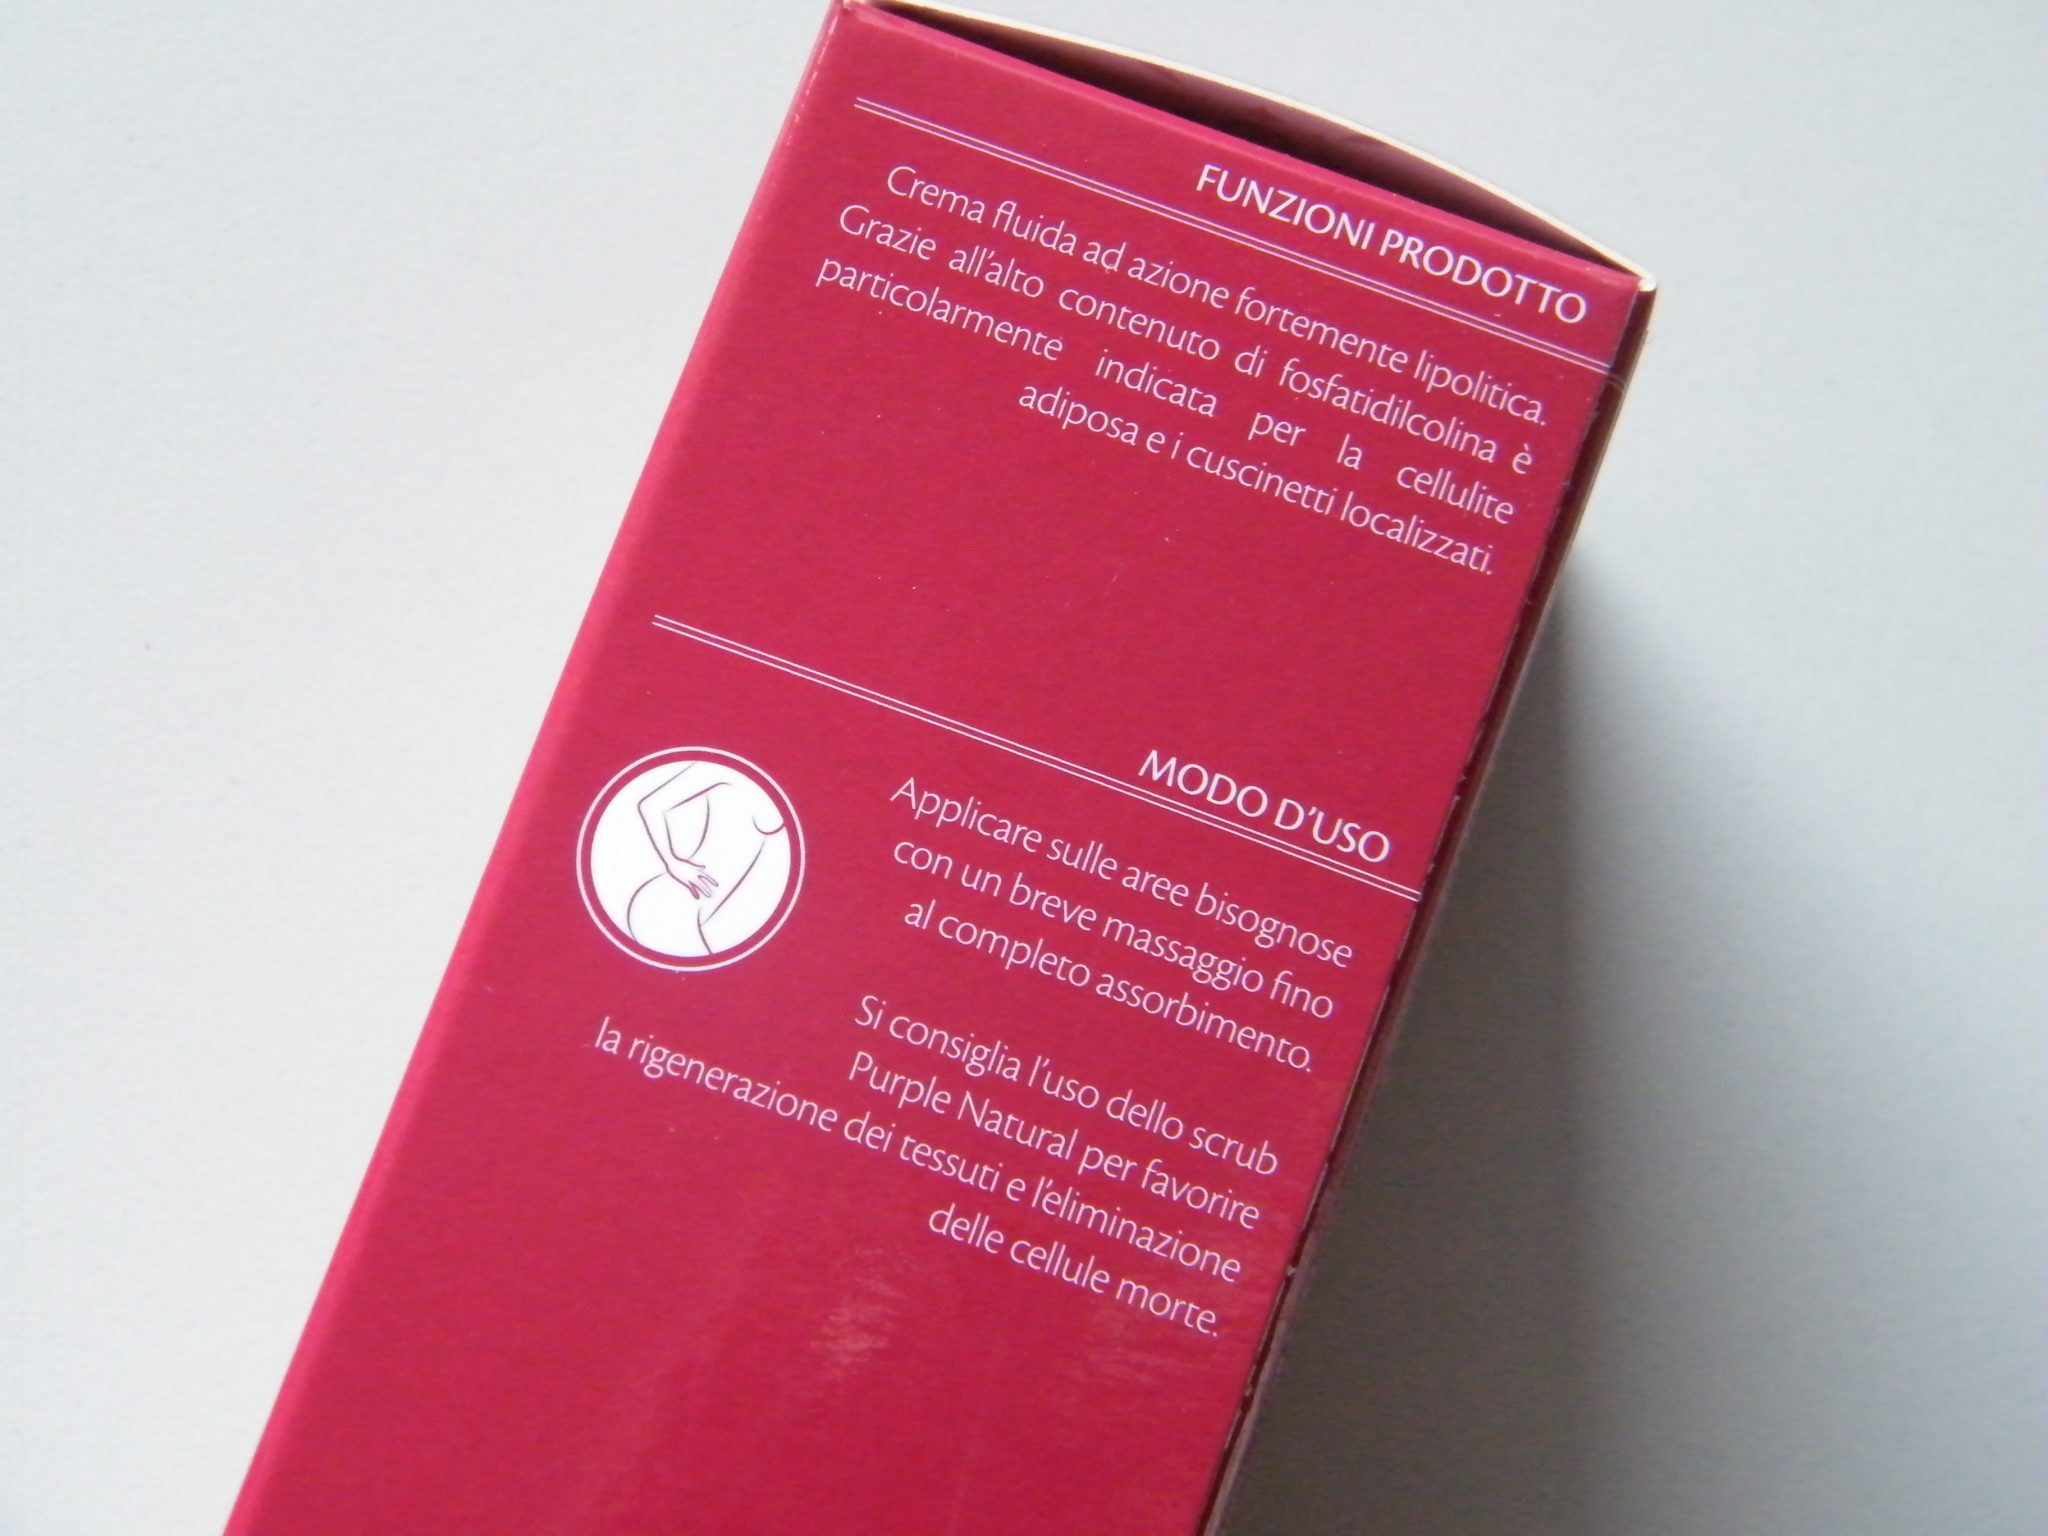 FUNZIONI PRODOTTO
Crema fluida ad azione fortemente lipolitica.
Grazie all'alto contenuto di fosfatidilcolina è
particolarmente indicata per la cellulite
adiposa e i cuscinetti localizzati.
MODO D'USO
Applicare sulle aree bisognose
con un breve massaggio fino
al completo assorbimento.
Si consiglia l'uso dello scrub
Purple Natural per favorire
la rigenerazione dei tessuti e l'eliminazione
delle cellule morte.